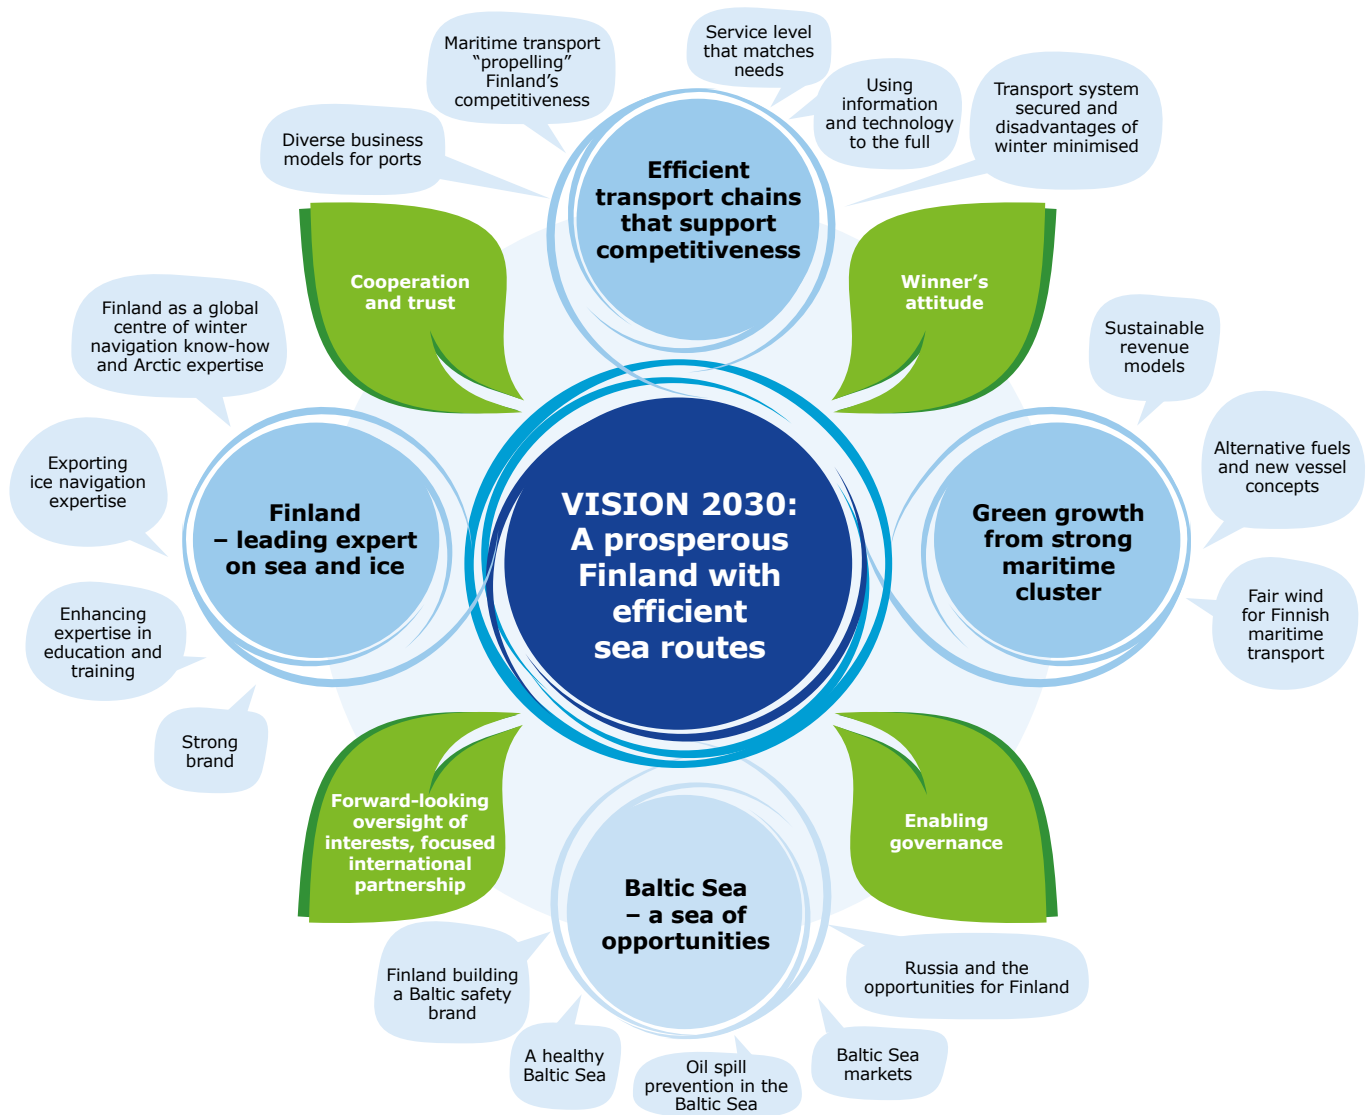 Maritime transport
“propelling”
Finland’s
competitiveness
Service level
that matches
needs
Using
information
and technology
to the full
Transport system
secured and
disadvantages of
winter minimised
Diverse business
models for ports
Efficient
transport chains
that support
competitiveness
Cooperation
and trust
Winner’s
attitude
Finland as a global
centre of winter
navigation know-how
and Arctic expertise
Sustainable
revenue
models
Exporting
ice navigation
expertise
Alternative fuels
and new vessel
concepts
Finland
– leading expert
on sea and ice
VISION 2030:
A prosperous
Finland with
efficient
sea routes
Green growth
from strong
maritime
cluster
Enhancing
expertise in
education and
training
Fair wind
for Finnish
maritime
transport
Strong
brand
Forward-looking
oversight of
interests, focused
international
partnership
Enabling
governance
Baltic Sea
– a sea of
opportunities
Finland building
a Baltic safety
brand
Russia and the
opportunities for Finland
A healthy
Baltic Sea
Oil spill
prevention in the
Baltic Sea
Baltic Sea
markets